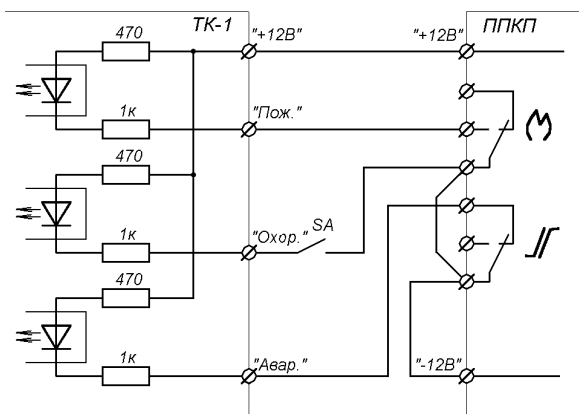 ТК-1
ППКП
470
"+12В"
"+12В"
1к
"Пож."
470
1к
"Охор."
SA
470
1к
"Авар."
"-12В"